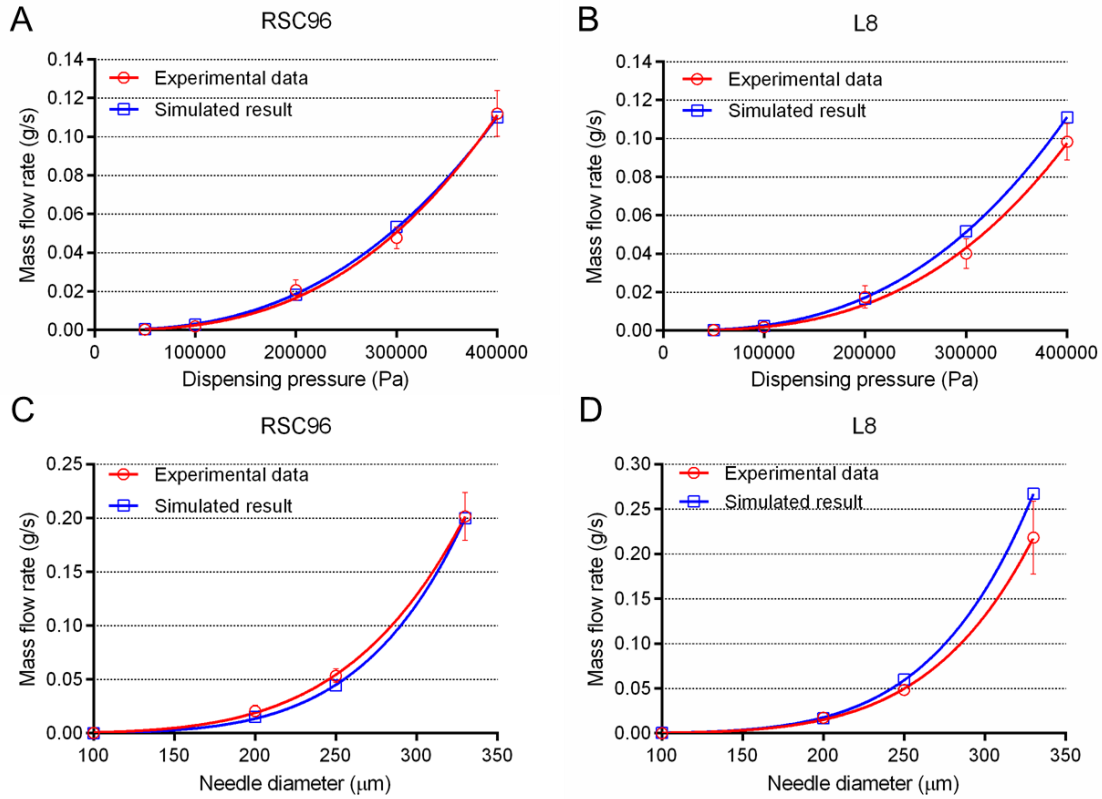 A
RSC96
Experimental data
Simulated result
Mass flow rate (g/s)
0.14
0.12
0.10
0.08
0.06
0.04
0.02
0.00
0
100000
200000
300000
400000
Dispensing pressure (Pa)
B
L8
Experimental data
Simulated result
Mass flow rate (g/s)
0.14
0.12
0.10
0.08
0.06
0.04
0.02
0.00
0
100000
200000
300000
400000
Dispensing pressure (Pa)
C
RSC96
Experimental data
Simulated result
Mass flow rate (g/s)
0.25
0.20
0.15
0.10
0.05
0.00
100
150
200
250
300
350
Needle diameter (μm)
D
L8
Experimental data
Simulated result
Mass flow rate (g/s)
0.30
0.25
0.20
0.15
0.10
0.05
0.00
100
150
200
250
300
350
Needle diameter (μm)